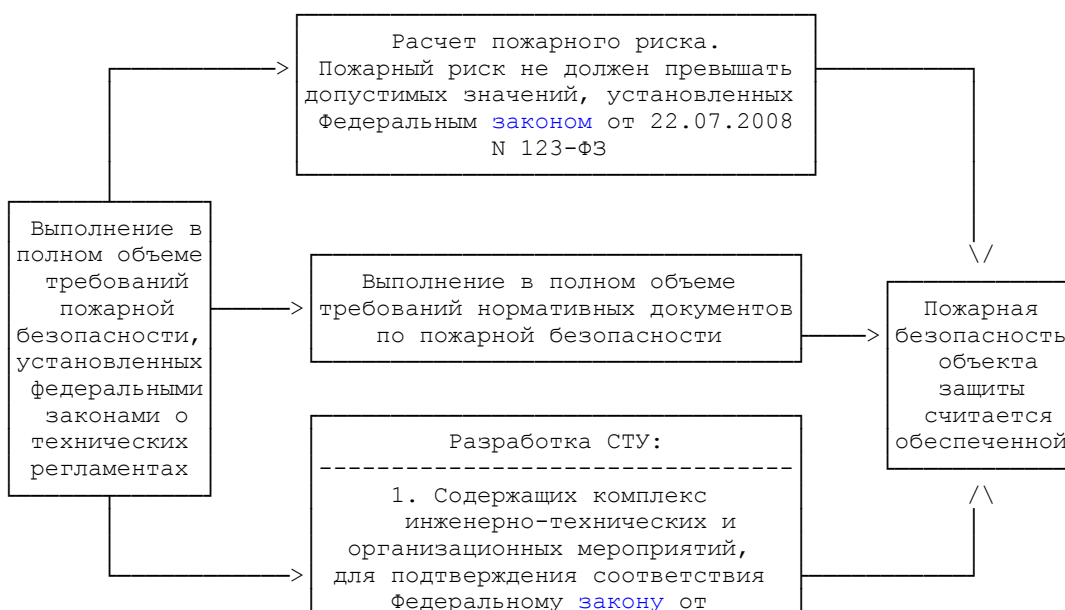 Расчет пожарного риска.
Пожарный риск не должен превышать
допустимых значений, установленных
Федеральным законом от 22.07.2008
N 123-ФЗ
Выполнение в
полном объеме
требований
пожарной
безопасности,
установленных
федеральными
законами о
технических
регламентах
Выполнение в полном объеме
требований нормативных документов
по пожарной безопасности
Пожарная
безопасность
объекта
защиты
считается
обеспеченной
Разработка СТУ:
---------------------------------
1. Содержащих комплекс
инженерно-технических и
организационных мероприятий,
для подтверждения соответствия
Федеральному закону от